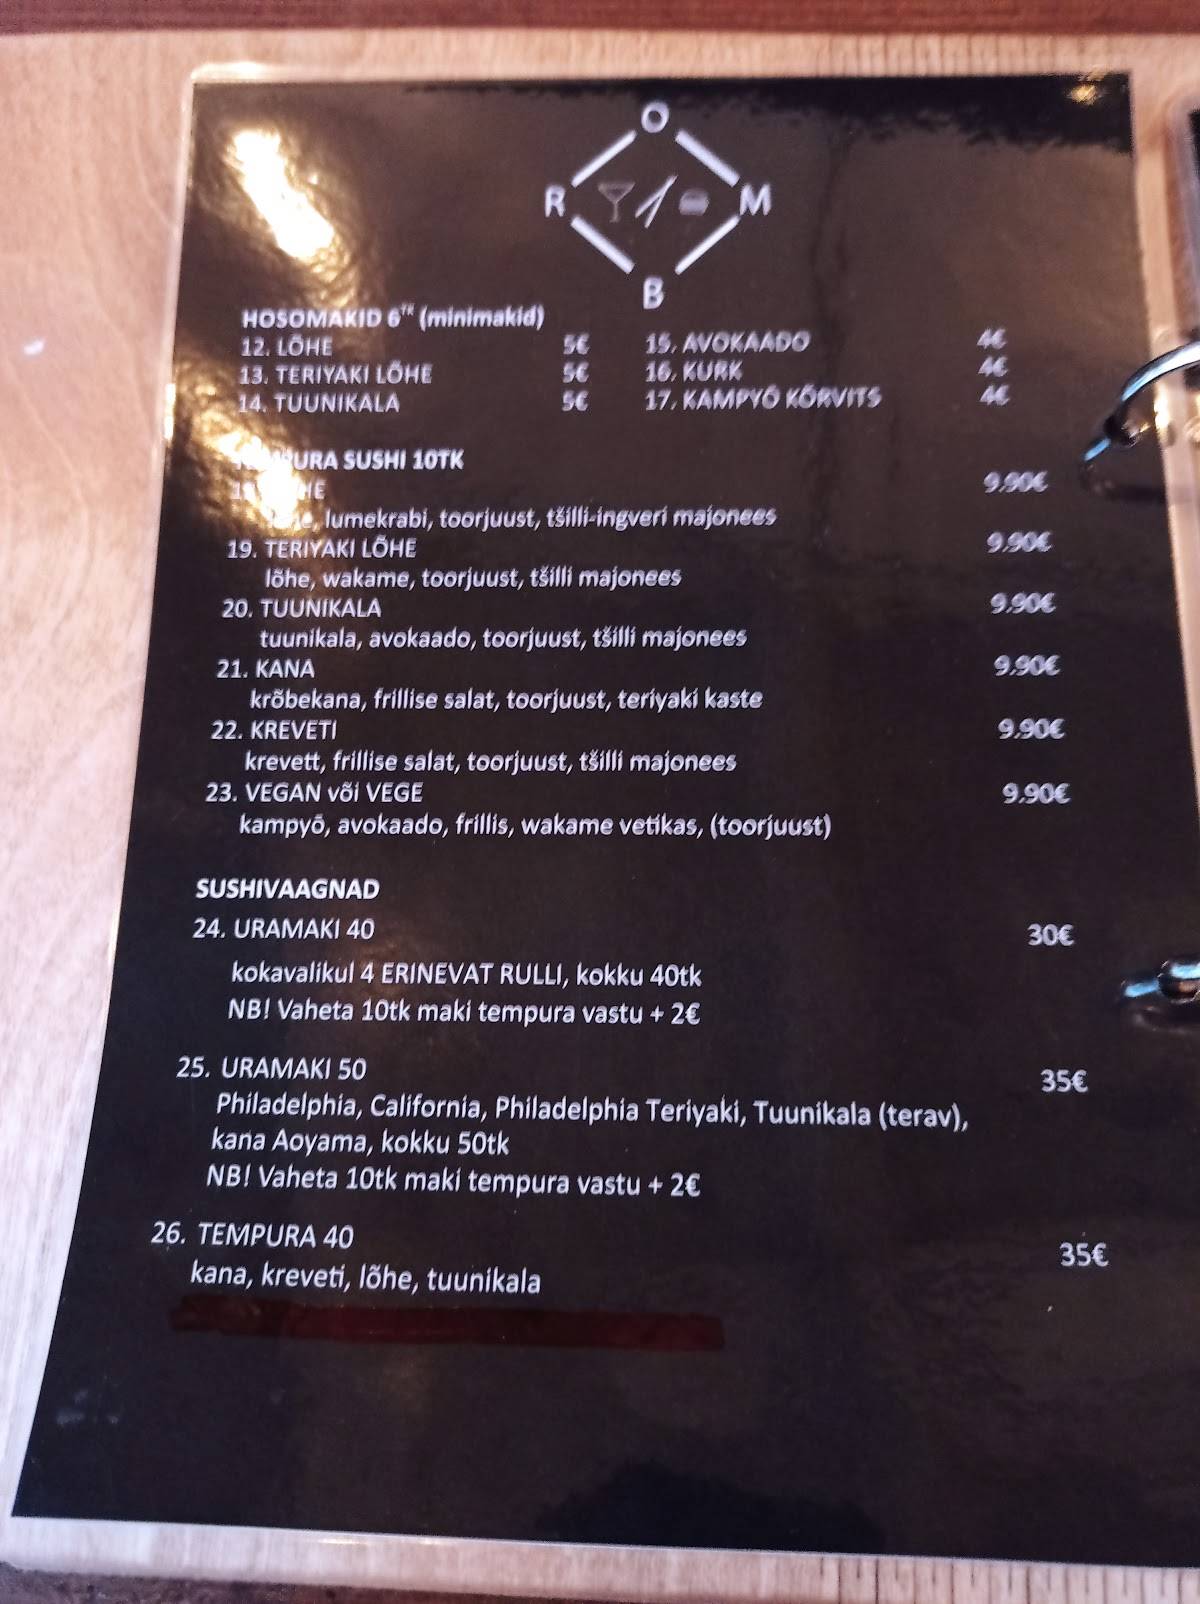 O
R M
B
HOSOMAKID 6TK (minimakid)
12. LÕHE 5€ 15. AVOKAADO 4€
13. TERIYAKI LÕHE 5€ 16. KURK 4€
14. TUUNIKALA 5€ 17. KAMPYÕ KÕRVITS 4€
SUSHI 10TK
9.90€
lumekrabi, toorjuust, tšilli-ingveri majonees
19. TERIYAKI LÕHE 9.90€
lõhe, wakame, toorjuust, tšilli majonees
20. TUUNIKALA 9.90€
tuunikala, avokaado, toorjuust, tšilli majonees
21. KANA 9.90€
krõbekana, frillise salat, toorjuust, teriyaki kaste
22. KREVETI 9.90€
krevett, frillise salat, toorjuust, tšilli majonees
23. VEGAN või VEGE 9.90€
kampyõ, avokaado, frillis, wakame vetikas, (toorjuust)
SUSHIVAAGNAD
24. URAMAKI 40 30€
kokavalikul 4 ERINEVAT RULLI, kokku 40tk
NB! Vaheta 10tk maki tempura vastu + 2€
25. URAMAKI 50 35€
Philadelphia, California, Philadelphia Teriyaki, Tuunikala (terav),
kana Aoyama, kokku 50tk
NB! Vaheta 10tk maki tempura vastu + 2€
26. TEMPURA 40 35€
kana, kreveti, lõhe, tuunikala